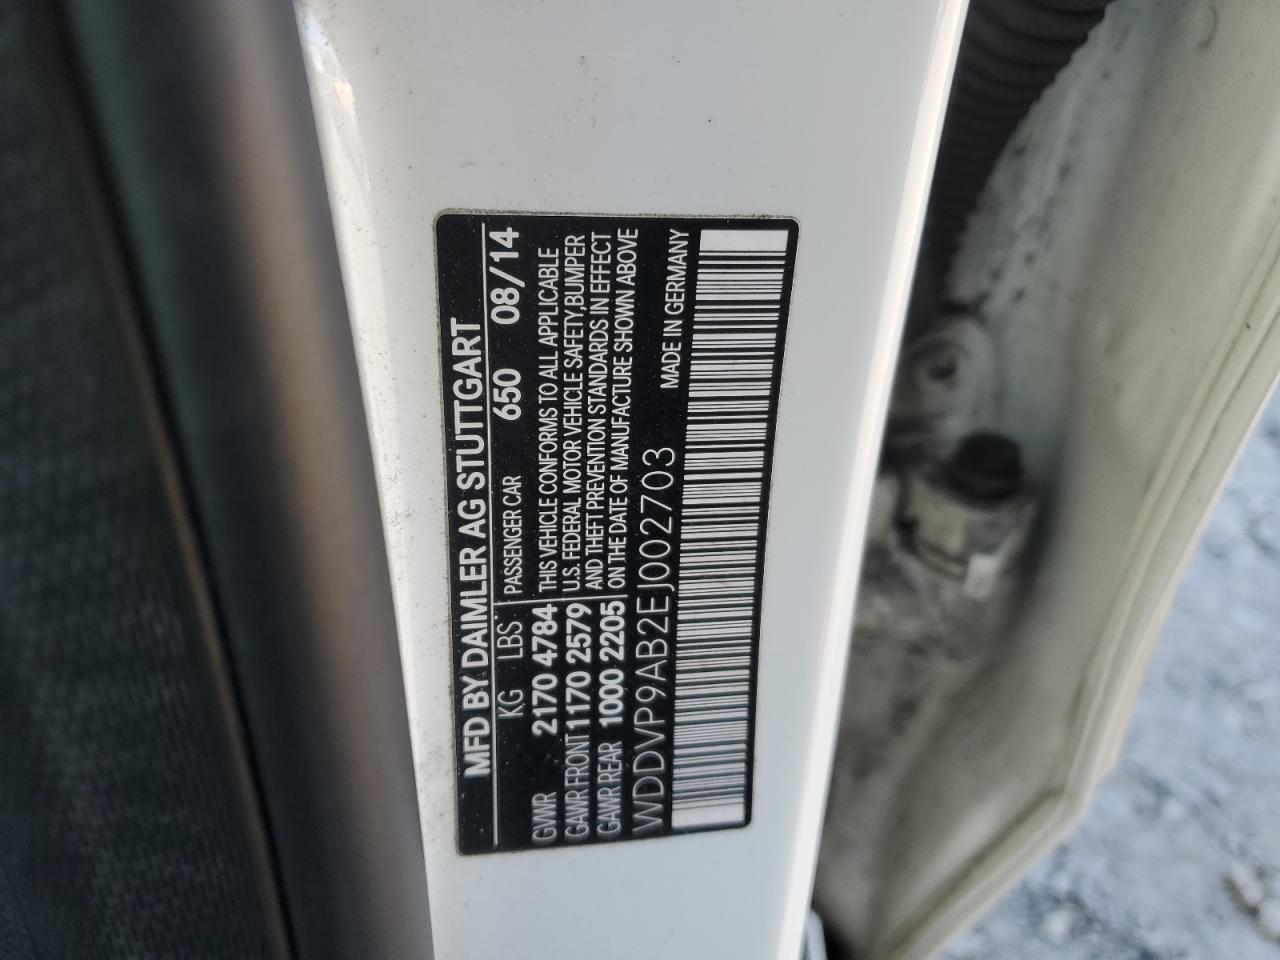 MFD BY DAIMLER AG STUTTGART
KG LBS PASSENGER CAR 650 08/14
GVWR 2170 4784 THIS VEHICLE CONFORMS TO ALL APPLICABLE
GAWR FRONT 1170 2579 U.S. FEDERAL MOTOR VEHICLE SAFETY,BUMPER
GAWR REAR 1000 2205 AND THEFT PREVENTION STANDARDS IN EFFECT
ON THE DATE OF MANUFACTURE SHOWN ABOVE
WDDVP9AB2EJ002703 MADE IN GERMANY